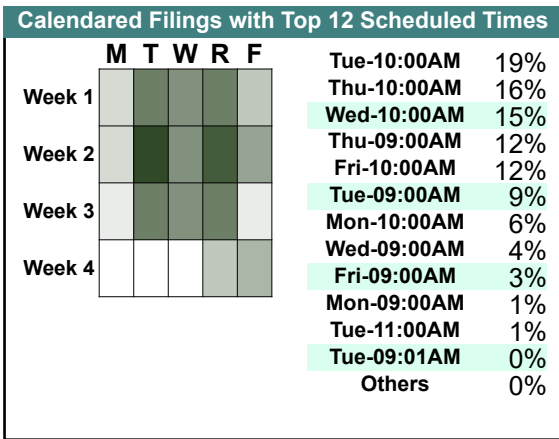 Calendared Filings with Top 12 Scheduled Times
M T W R F
Week 1
Week 2
Week 3
Week 4
Tue-10:00AM 19%
Thu-10:00AM 16%
Wed-10:00AM 15%
Thu-09:00AM 12%
Fri-10:00AM 12%
Tue-09:00AM 9%
Mon-10:00AM 6%
Wed-09:00AM 4%
Fri-09:00AM 3%
Mon-09:00AM 1%
Tue-11:00AM 1%
Tue-09:01AM 0%
Others 0%